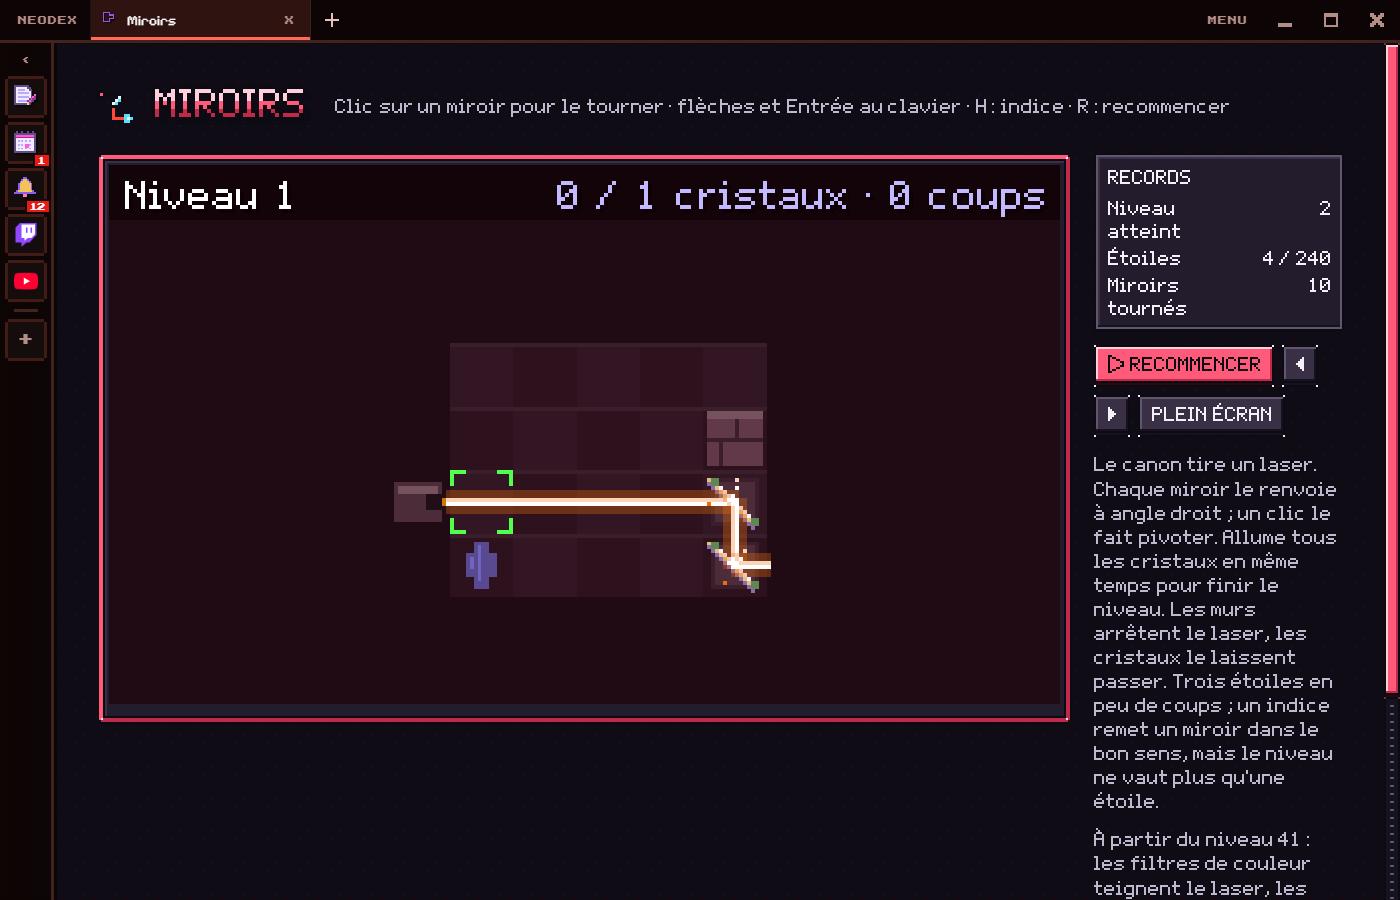 NEODEX
Miroirs
MENU
1
12
MIROIRS
Clic sur un miroir pour le tourner · flèches et Entrée au clavier · H : indice · R : recommencer
Niveau 1
0 / 1 cristaux · 0 coups
RECORDS
Niveau atteint 2
Étoiles 4 / 240
Miroirs tournés 10
RECOMMENCER
PLEIN ÉCRAN
Le canon tire un laser.
Chaque miroir le renvoie
à angle droit ; un clic le
fait pivoter. Allume tous
les cristaux en même
temps pour finir le
niveau. Les murs
arrêtent le laser, les
cristaux le laissent
passer. Trois étoiles en
peu de coups ; un indice
remet un miroir dans le
bon sens, mais le niveau
ne vaut plus qu'une
étoile.
À partir du niveau 41 :
les filtres de couleur
teignent le laser, les